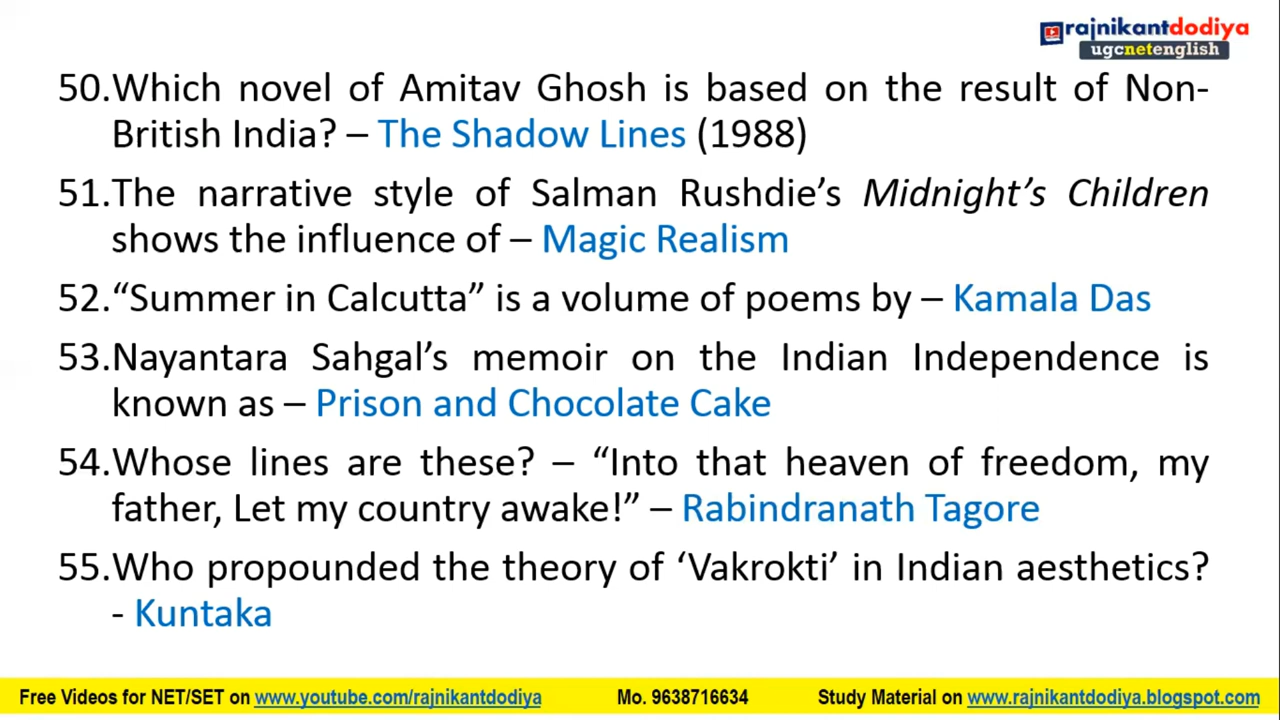 rajnikantdodiya
ugcnetenglish
50.Which novel of Amitav Ghosh is based on the result of Non-
British India? – The Shadow Lines (1988)
51.The narrative style of Salman Rushdie’s Midnight’s Children
shows the influence of – Magic Realism
52.“Summer in Calcutta” is a volume of poems by – Kamala Das
53.Nayantara Sahgal’s memoir on the Indian Independence is
known as – Prison and Chocolate Cake
54.Whose lines are these? – “Into that heaven of freedom, my
father, Let my country awake!” – Rabindranath Tagore
55.Who propounded the theory of ‘Vakrokti’ in Indian aesthetics?
- Kuntaka
Free Videos for NET/SET on www.youtube.com/rajnikantdodiya Mo. 9638716634 Study Material on www.rajnikantdodiya.blogspot.com